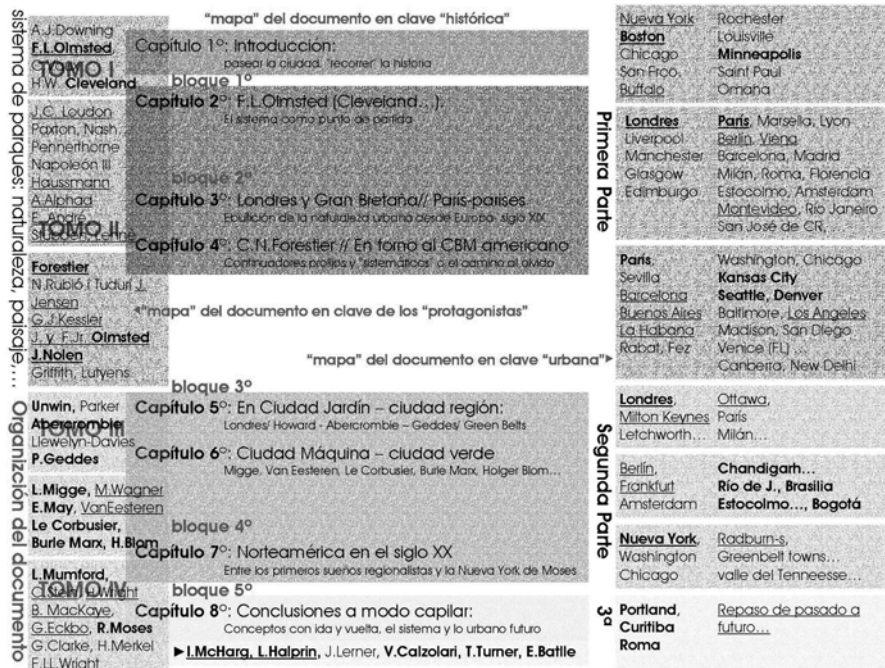 sistema de parques: naturaleza, paisaje,... Organizción del documento
"mapa" del documento en clave "histórica"
A.J.Downing
F.L.Olmsted,
H.W. Cleveland
TOMO I
J.C. Loudon
Paxton, Nash,
Pennerthorne
Napoleón III
Haussmann
A.Alphad
E. André,
TOMO II
Forestier
N.Rubió i Tudurí J.
Jensen
G.J.Kessler
J. y F.Jr. Olmsted
J.Nolen
Griffith, Lutyens
Unwin, Parker
Abercrombie
TOMO III
Llewelyn-Davies
P.Geddes
L.Migge, M.Wagner
E.May, VanEesteren
Le Corbusier,
Burle Marx, H.Blom
L.Mumford,
C.Stein, H.Wright
TOMO IV
B. MacKaye,
G.Eckbo, R.Moses
G.Clarke, H.Merkel
F.LL.Wright
Capítulo 1º: Introducción:
pasear la ciudad, "recorrer" la historia
bloque 1º
Capítulo 2º: F.L.Olmsted (Cleveland...).
El sistema como punto de partida
bloque 2º
Capítulo 3º: Londres y Gran Bretaña// París-parises
Ebullición de la naturaleza urbana desde Europa- siglo XIX
Capítulo 4º: C.N.Forestier // En torno al CBM americano
Continuadores prolijos y "sistemáticos" o el camino al olvido
◂"mapa" del documento en clave de los "protagonistas"
"mapa" del documento en clave "urbana"▸
bloque 3º
Capítulo 5º: En Ciudad Jardín – ciudad región:
Londres/ Howard - Abercrombie – Geddes/ Green Belts
Capítulo 6º: Ciudad Máquina – ciudad verde
Migge, Van Eesteren, Le Corbusier, Burle Marx, Holger Blom...
bloque 4º
Capítulo 7º: Norteamérica en el siglo XX
Entre los primeros sueños regionalistas y la Nueva York de Moses
bloque 5º
Capítulo 8º: Conclusiones a modo capilar:
Conceptos con ida y vuelta, el sistema y lo urbano futuro
►I.McHarg, L.Halprin, J.Lerner, V.Calzolari, T.Turner, E.Batlle
Primera Parte
Segunda Parte
3ª
Nueva York Rochester
Boston Louisville
Chicago Minneapolis
San Frco. Saint Paul
Buffalo Omaha
Londres París, Marsella, Lyon
Liverpool Berlín, Viena
Manchester Barcelona, Madrid
Glasgow Milán, Roma, Florencia
Edimburgo Estocolmo, Amsterdam
Montevideo, Río Janeiro
San José de CR, ...
París, Washington, Chicago
Sevilla Kansas City
Barcelona Seattle, Denver
Buenos Aires Baltimore, Los Angeles
La Habana Madison, San Diego
Rabat, Fez Venice (FL) ...
Canberra, New Delhi
Londres, Ottawa,
Milton Keynes París
Letchworth... Milán...
Berlín, Chandigarh...
Frankfurt Río de J., Brasilia
Amsterdam Estocolmo..., Bogotá
Nueva York, Radburn-s,
Washington Greenbelt towns...
Chicago valle del Tenneesse...
Portland, Repaso de pasado a
Curitiba futuro...
Roma